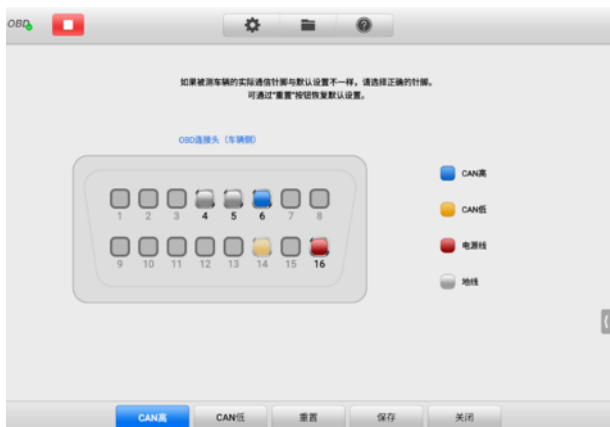 OBD
如果被测车辆的实际通信针脚与默认设置不一样，请选择正确的针脚。
可通过"重置"按钮恢复默认设置。
OBD连接头（车辆侧）
1 2 3 4 5 6 7 8
9 10 11 12 13 14 15 16
CAN高
CAN低
电源线
地线
CAN高 CAN低 重置 保存 关闭